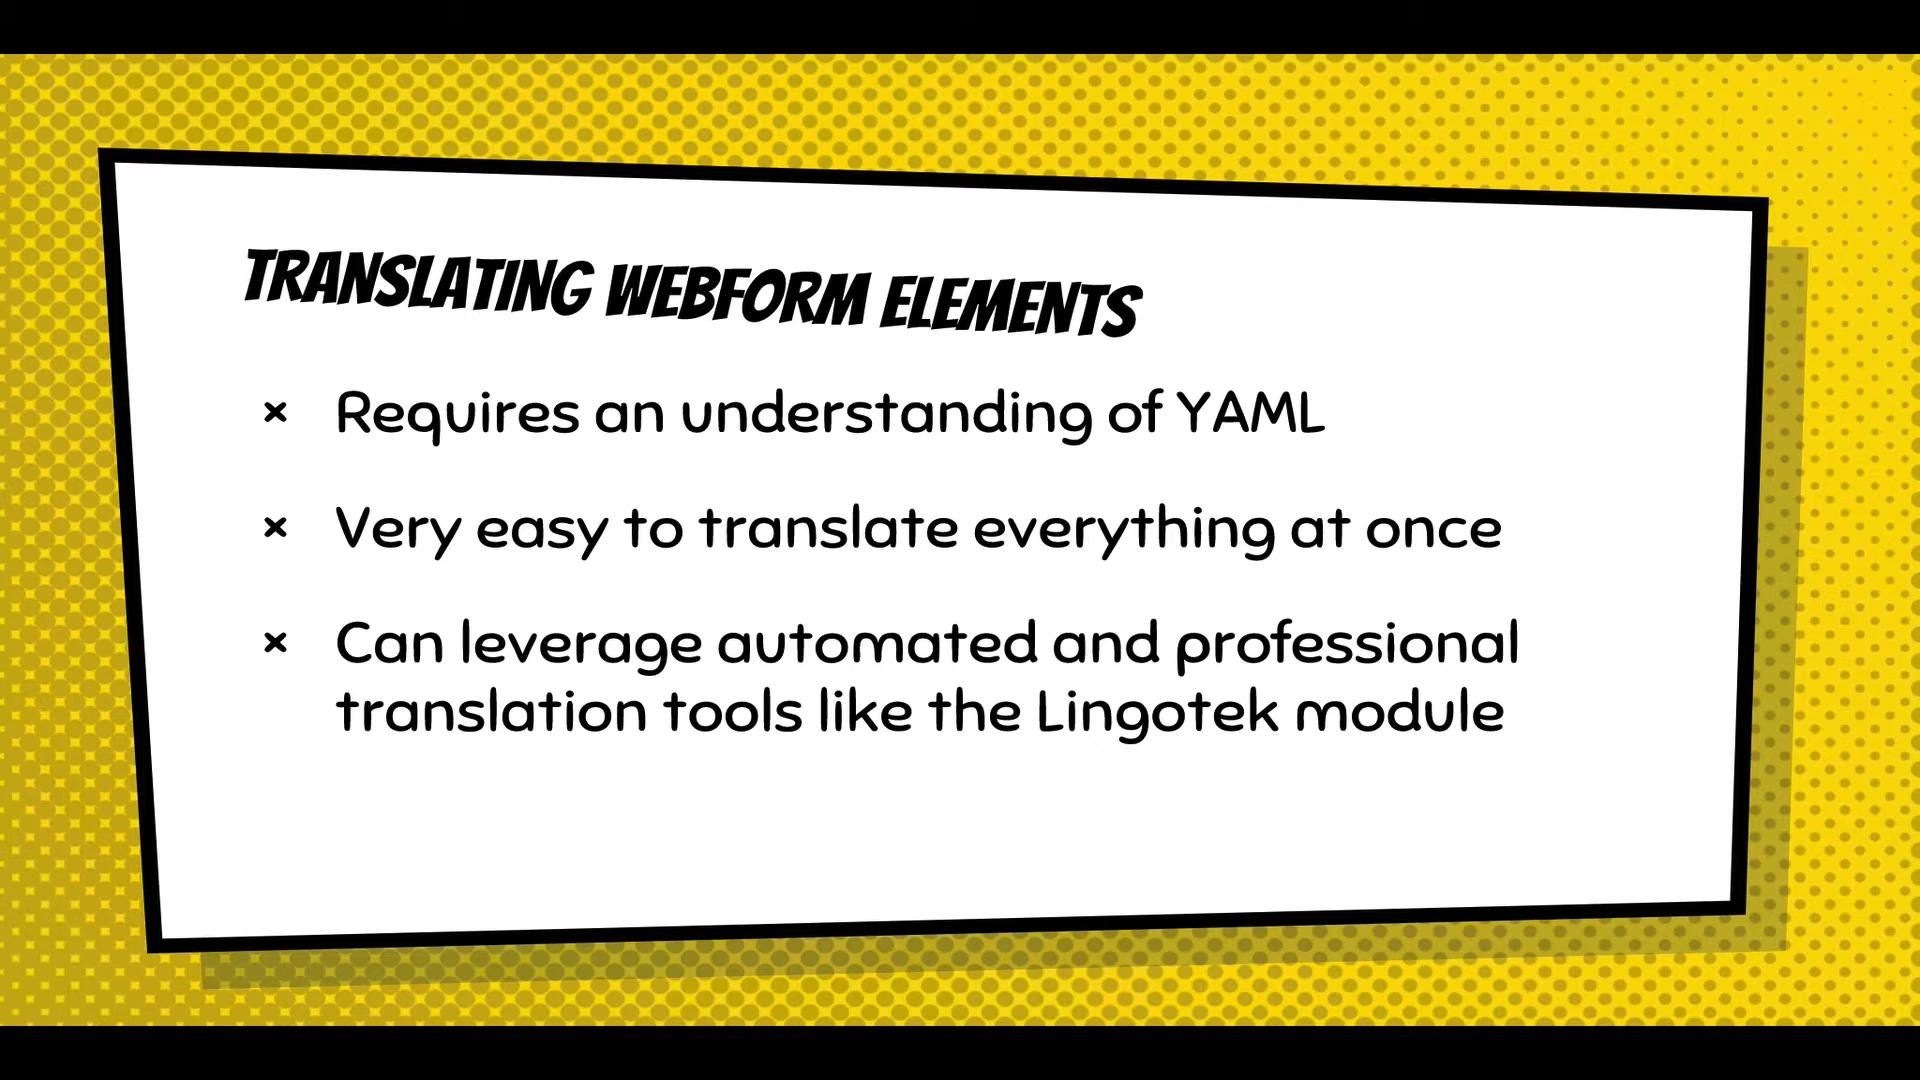 TRANSLATING WEBFORM ELEMENTS
× Requires an understanding of YAML
× Very easy to translate everything at once
× Can leverage automated and professional
translation tools like the Lingotek module